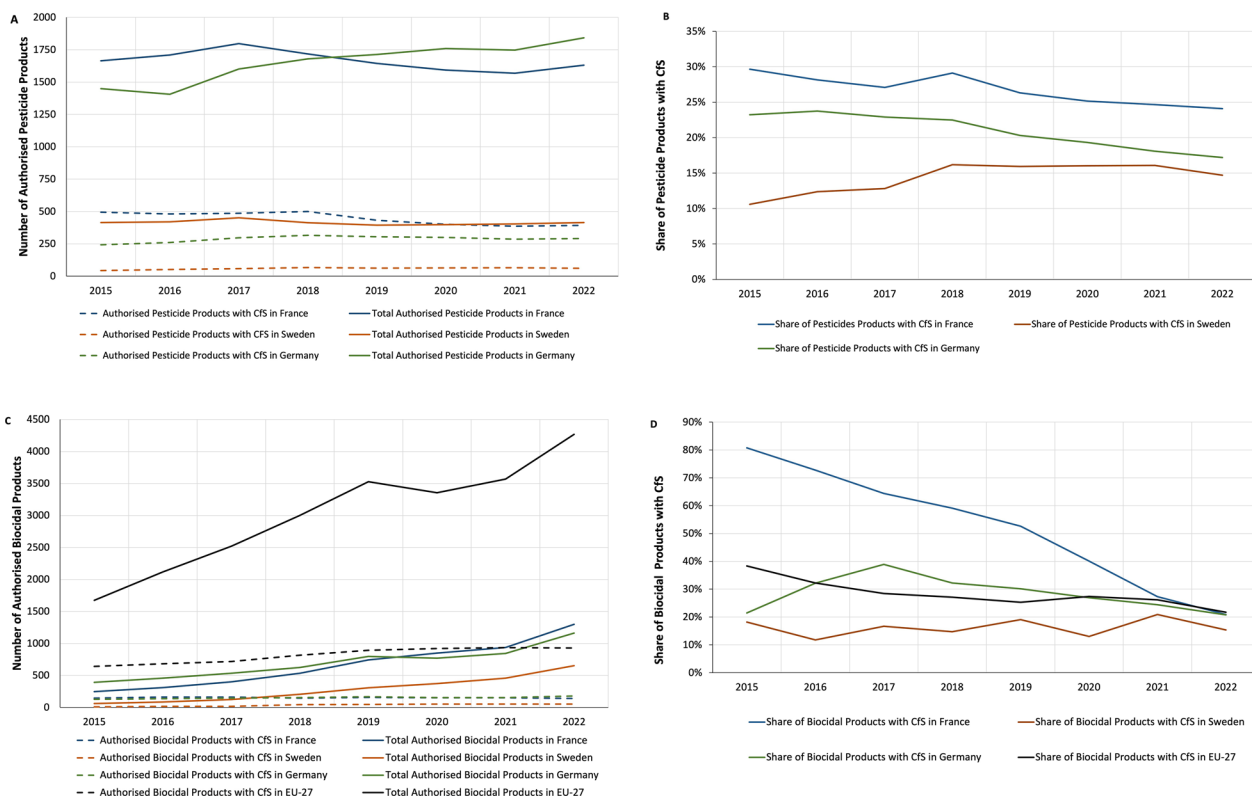 A
Number of Authorised Pesticide Products
2000
1750
1500
1250
1000
750
500
250
0
2015 2016 2017 2018 2019 2020 2021 2022
Authorised Pesticide Products with CfS in France
Total Authorised Pesticide Products in France
Authorised Pesticide Products with CfS in Sweden
Total Authorised Pesticide Products in Sweden
Authorised Pesticide Products with CfS in Germany
Total Authorised Pesticide Products in Germany
B
Share of Pesticide Products with CfS
35%
30%
25%
20%
15%
10%
5%
0%
2015 2016 2017 2018 2019 2020 2021 2022
Share of Pesticides Products with CfS in France
Share of Pesticide Products with CfS in Sweden
Share of Pesticide Products with CfS in Germany
C
Number of Authorised Biocidal Products
4500
4000
3500
3000
2500
2000
1500
1000
500
0
2015 2016 2017 2018 2019 2020 2021 2022
Authorised Biocidal Products with CfS in France
Total Authorised Biocidal Products in France
Authorised Biocidal Products with CfS in Sweden
Total Authorised Biocidal Products in Sweden
Authorised Biocidal Products with CfS in Germany
Total Authorised Biocidal Products in Germany
Authorised Biocidal Products with CfS in EU-27
Total Authorised Biocidal Products in EU-27
D
Share of Biocidal Products with CfS
90%
80%
70%
60%
50%
40%
30%
20%
10%
0%
2015 2016 2017 2018 2019 2020 2021 2022
Share of Biocidal Products with CfS in France
Share of Biocidal Products with CfS in Sweden
Share of Biocidal Products with CfS in Germany
Share of Biocidal Products with CfS in EU-27